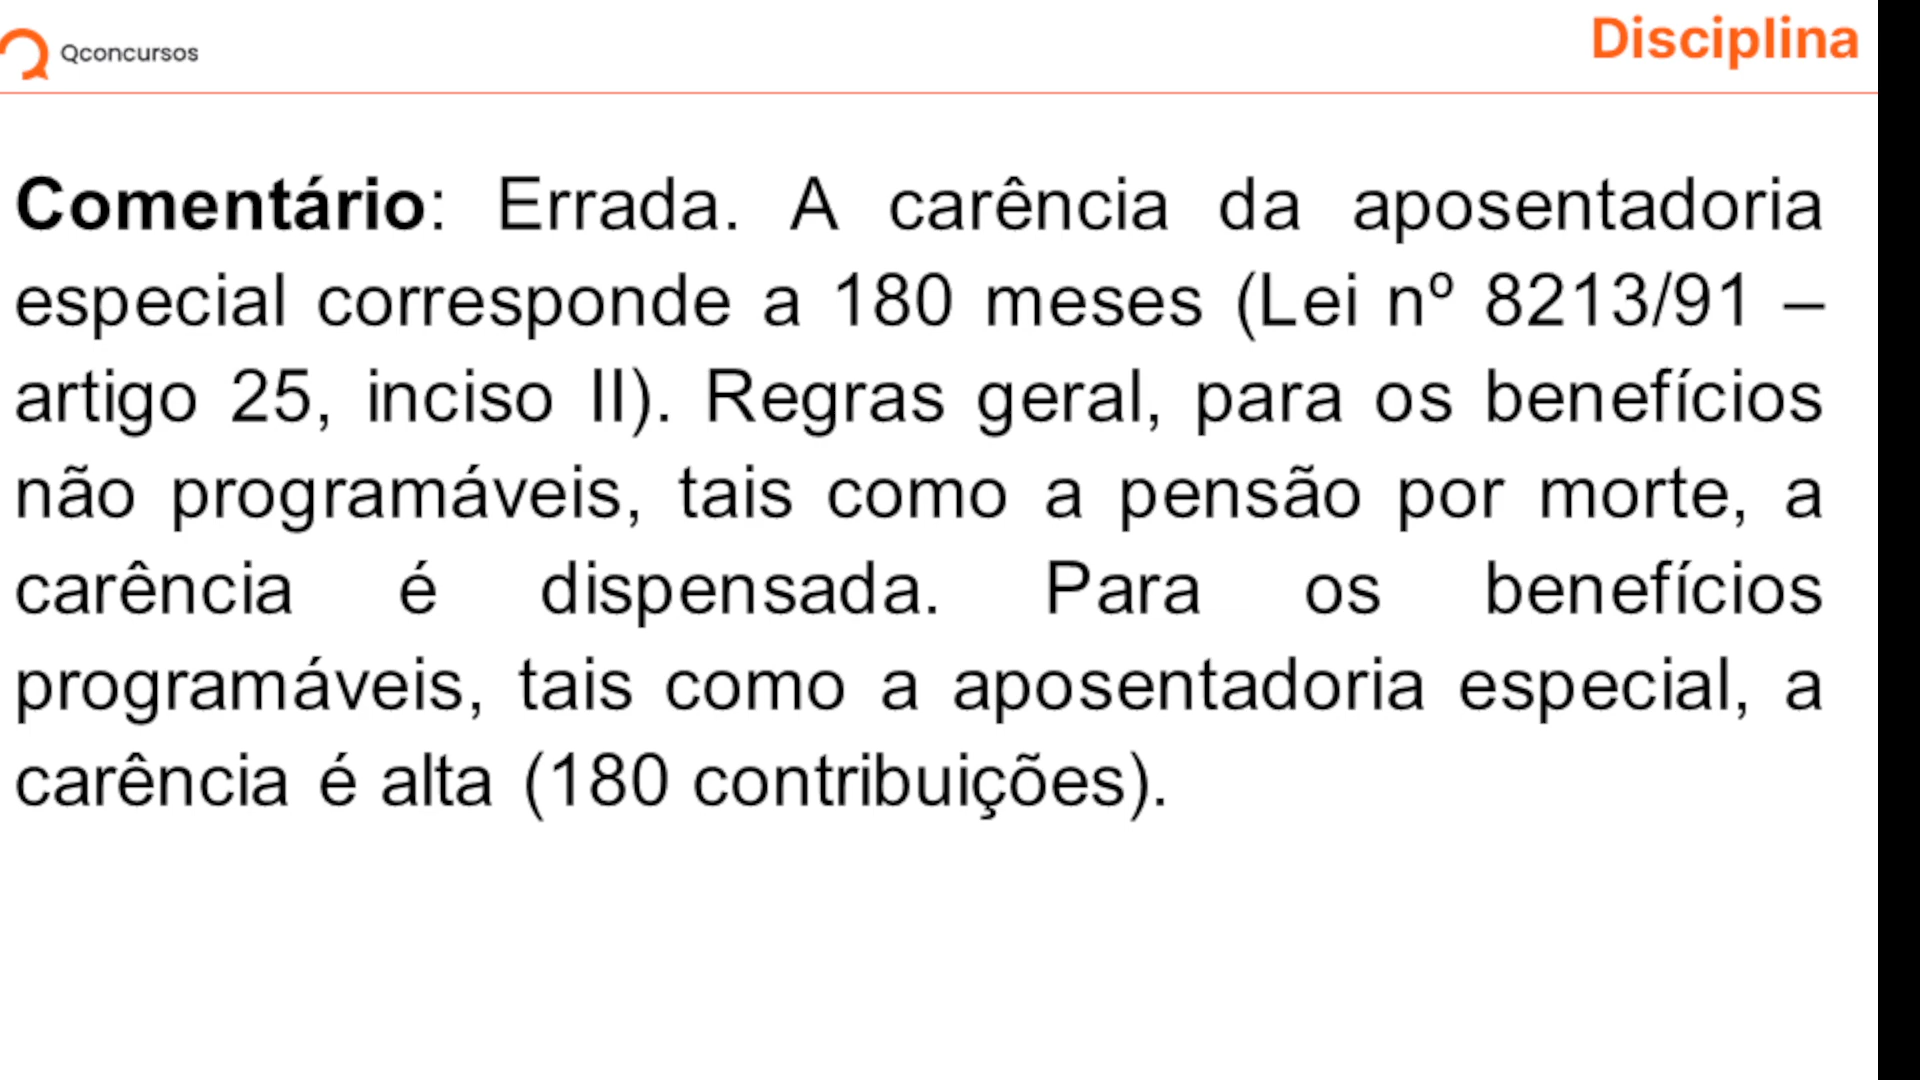 Qconcursos
Disciplina
Comentário: Errada. A carência da aposentadoria
especial corresponde a 180 meses (Lei nº 8213/91 –
artigo 25, inciso II). Regras geral, para os benefícios
não programáveis, tais como a pensão por morte, a
carência é dispensada. Para os benefícios
programáveis, tais como a aposentadoria especial, a
carência é alta (180 contribuições).